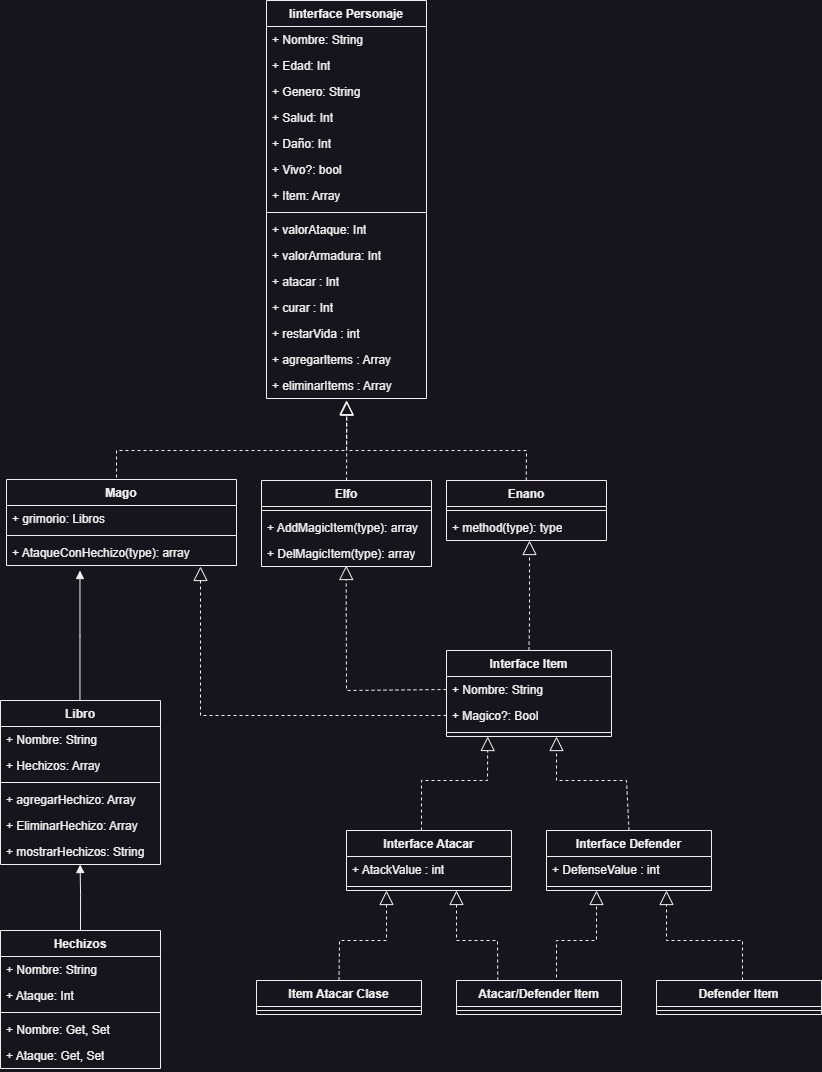 Iinterface Personaje
+ Nombre: String
+ Edad: Int
+ Genero: String
+ Salud: Int
+ Daño: Int
+ Vivo?: bool
+ Item: Array
+ valorAtaque: Int
+ valorArmadura: Int
+ atacar : Int
+ curar : Int
+ restarVida : int
+ agregarItems : Array
+ eliminarItems : Array
Mago
+ grimorio: Libros
+ AtaqueConHechizo(type): array
Elfo
+ AddMagicItem(type): array
+ DelMagicItem(type): array
Enano
+ method(type): type
Interface Item
+ Nombre: String
+ Magico?: Bool
Libro
+ Nombre: String
+ Hechizos: Array
+ agregarHechizo: Array
+ EliminarHechizo: Array
+ mostrarHechizos: String
Interface Atacar
+ AtackValue : int
Interface Defender
+ DefenseValue : int
Hechizos
+ Nombre: String
+ Ataque: Int
+ Nombre: Get, Set
+ Ataque: Get, Set
Item Atacar Clase
Atacar/Defender Item
Defender Item